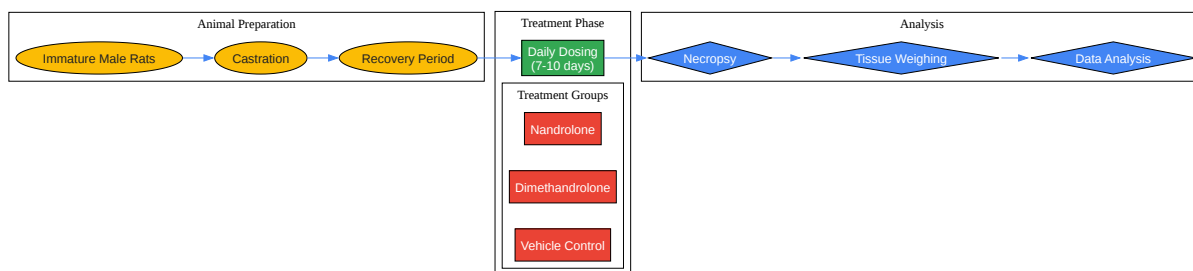 Animal Preparation
Immature Male Rats
Castration
Recovery Period
Treatment Phase
Daily Dosing
(7-10 days)
Treatment Groups
Nandrolone
Dimethandrolone
Vehicle Control
Analysis
Necropsy
Tissue Weighing
Data Analysis